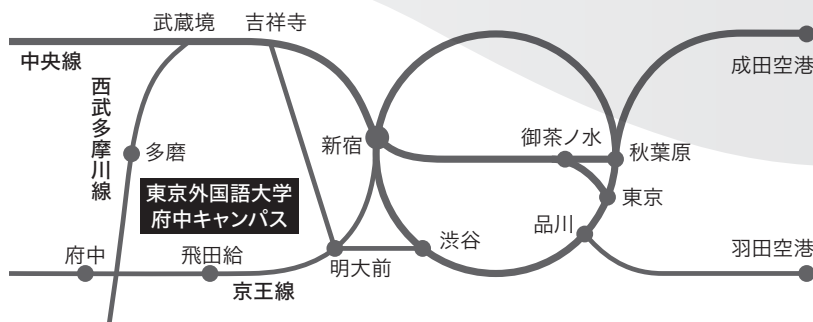 武蔵境
吉祥寺
中央線
成田空港
西武多摩川線
新宿
御茶ノ水
多磨
秋葉原
東京外国語大学
府中キャンパス
東京
品川
渋谷
府中
飛田給
明大前
羽田空港
京王線